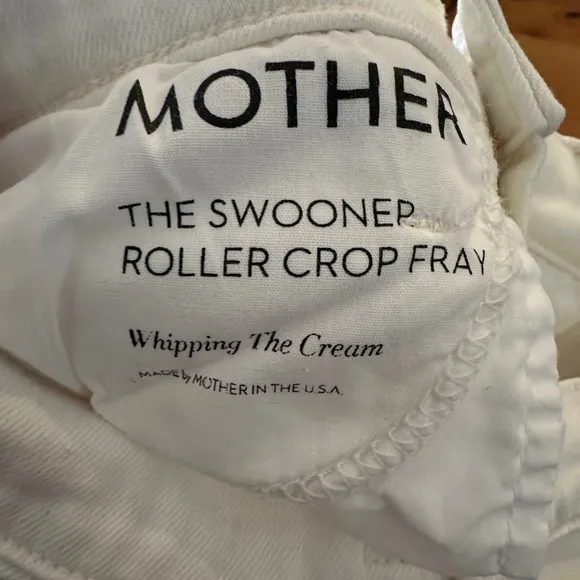 MOTHER
THE SWOONER
ROLLER CROP FRAY
Whipping The Cream
MADE by MOTHER IN THE U.S.A.